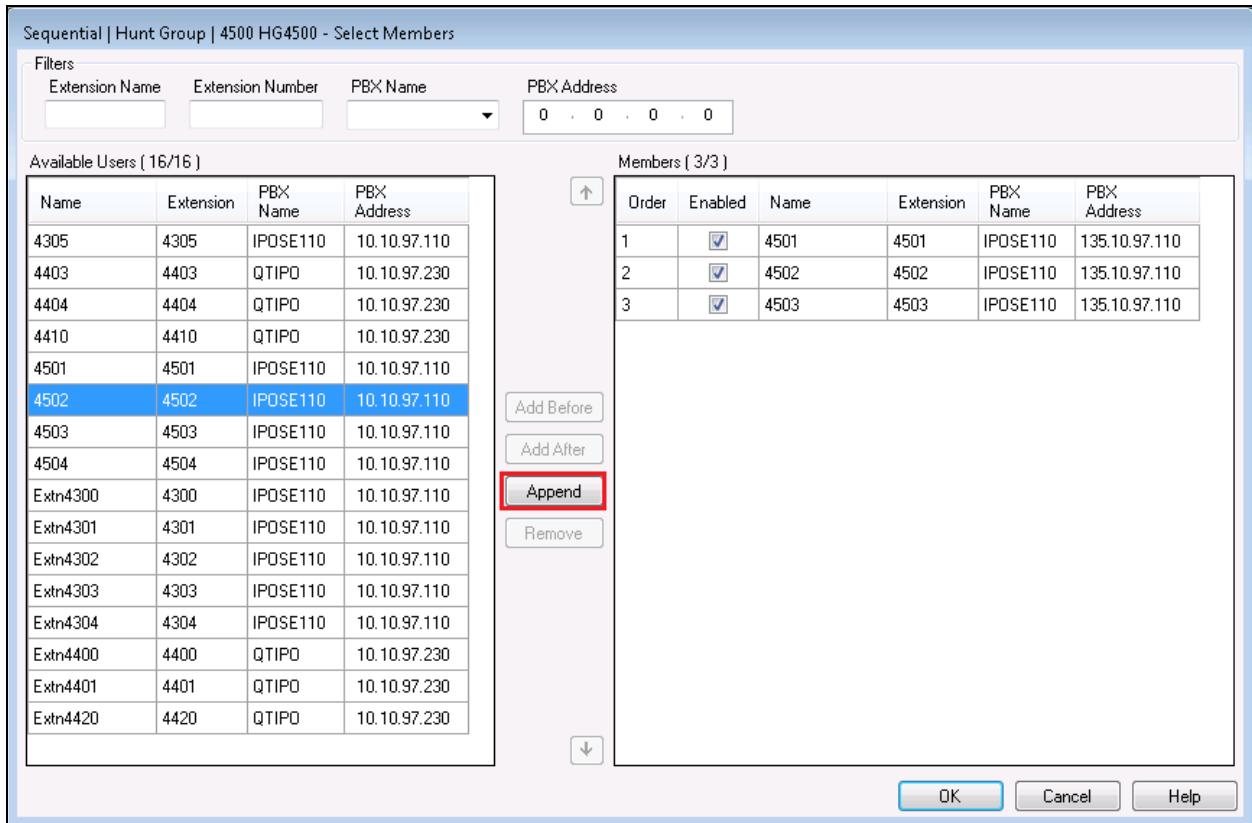 Sequential | Hunt Group | 4500 HG4500 - Select Members
Filters
Extension Name Extension Number PBX Name PBX Address
0 . 0 . 0 . 0
Available Users ( 16/16 ) Members ( 3/3 )
Name Extension PBX Name PBX Address
4305 4305 IPOSE110 10.10.97.110
4403 4403 QTIPO 10.10.97.230
4404 4404 QTIPO 10.10.97.230
4410 4410 QTIPO 10.10.97.230
4501 4501 IPOSE110 10.10.97.110
4502 4502 IPOSE110 10.10.97.110
4503 4503 IPOSE110 10.10.97.110
4504 4504 IPOSE110 10.10.97.110
Extn4300 4300 IPOSE110 10.10.97.110
Extn4301 4301 IPOSE110 10.10.97.110
Extn4302 4302 IPOSE110 10.10.97.110
Extn4303 4303 IPOSE110 10.10.97.110
Extn4304 4304 IPOSE110 10.10.97.110
Extn4400 4400 QTIPO 10.10.97.230
Extn4401 4401 QTIPO 10.10.97.230
Extn4420 4420 QTIPO 10.10.97.230
Add Before
Add After
Append
Remove
Order Enabled Name Extension PBX Name PBX Address
1 4501 4501 IPOSE110 135.10.97.110
2 4502 4502 IPOSE110 135.10.97.110
3 4503 4503 IPOSE110 135.10.97.110
OK Cancel Help